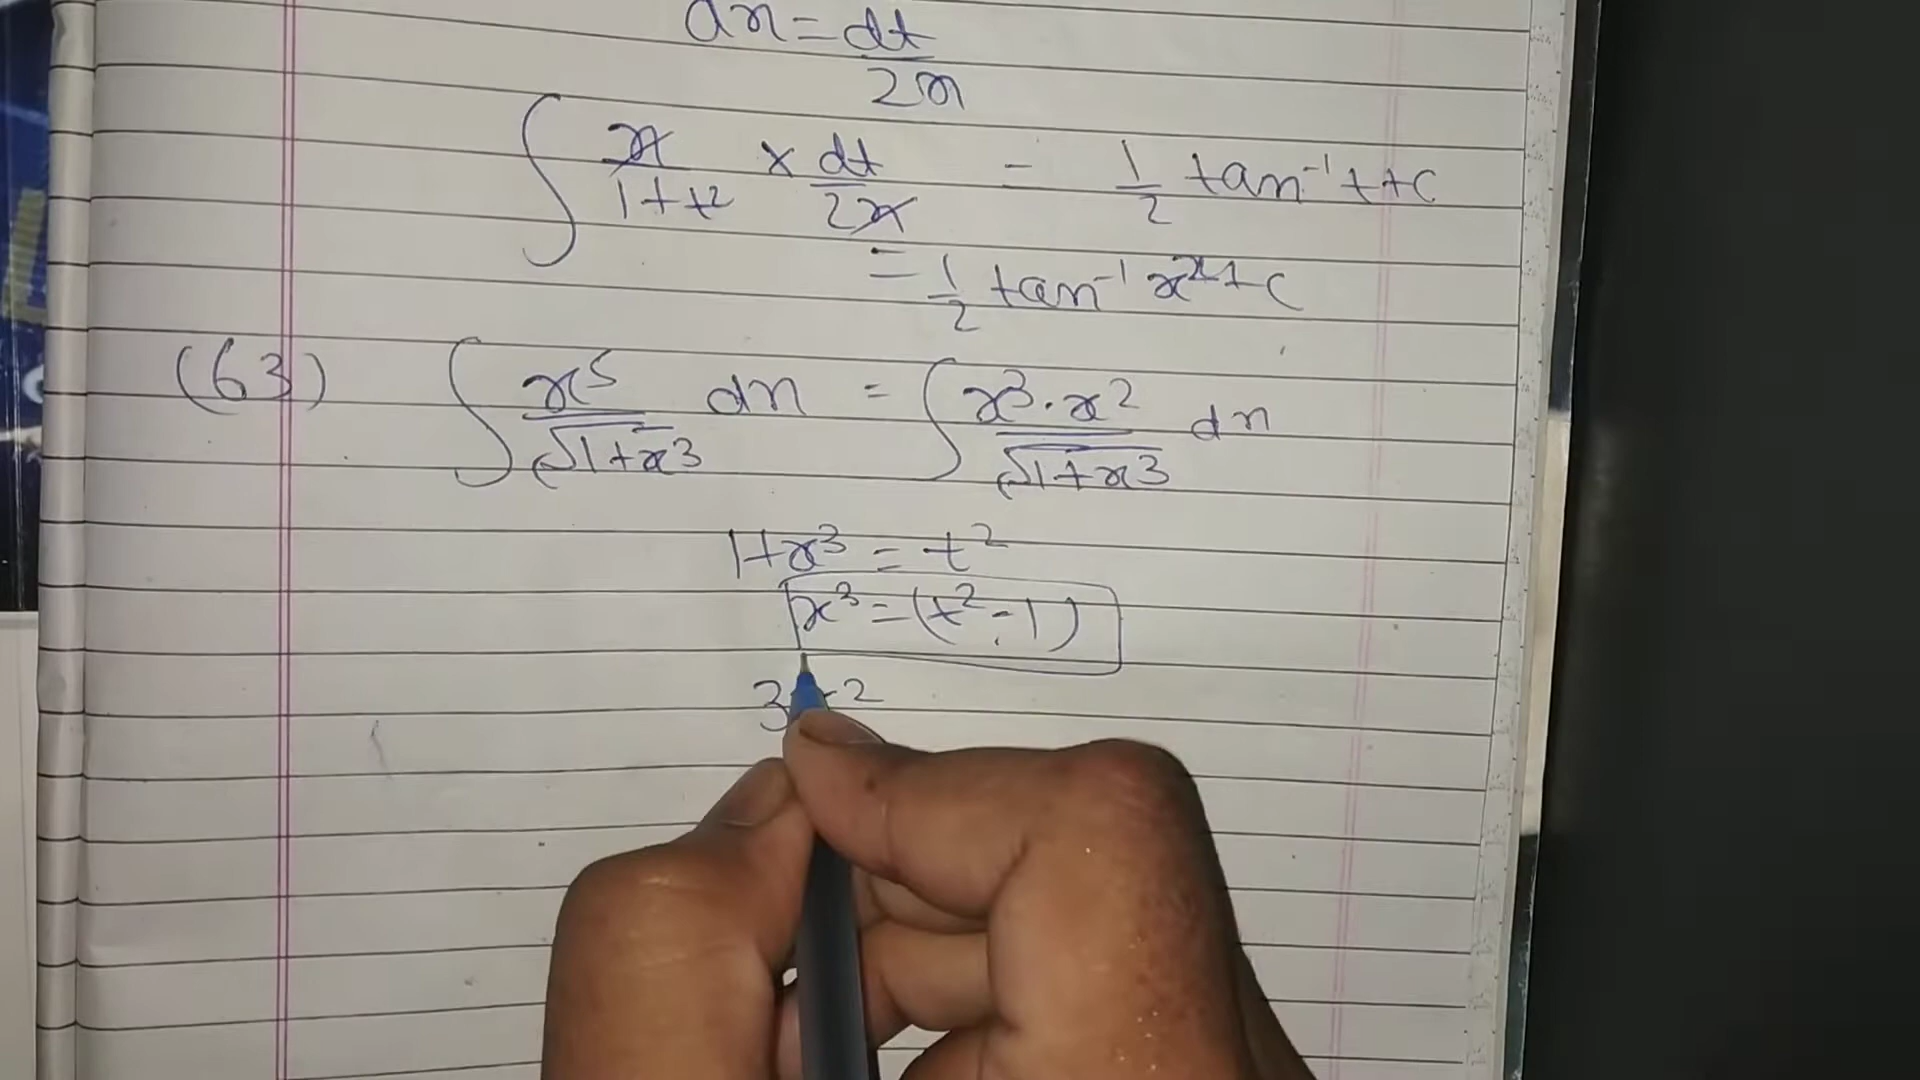 dx = dt/2x
∫ x/1+t² × dt/2x = 1/2 tan⁻¹ t + c
= 1/2 tan⁻¹ x² + c
(63) ∫ x⁵/√1+x³ dx = ∫ x³·x²/√1+x³ dx
1+x³ = t²
x³ = (t²-1)
3x²